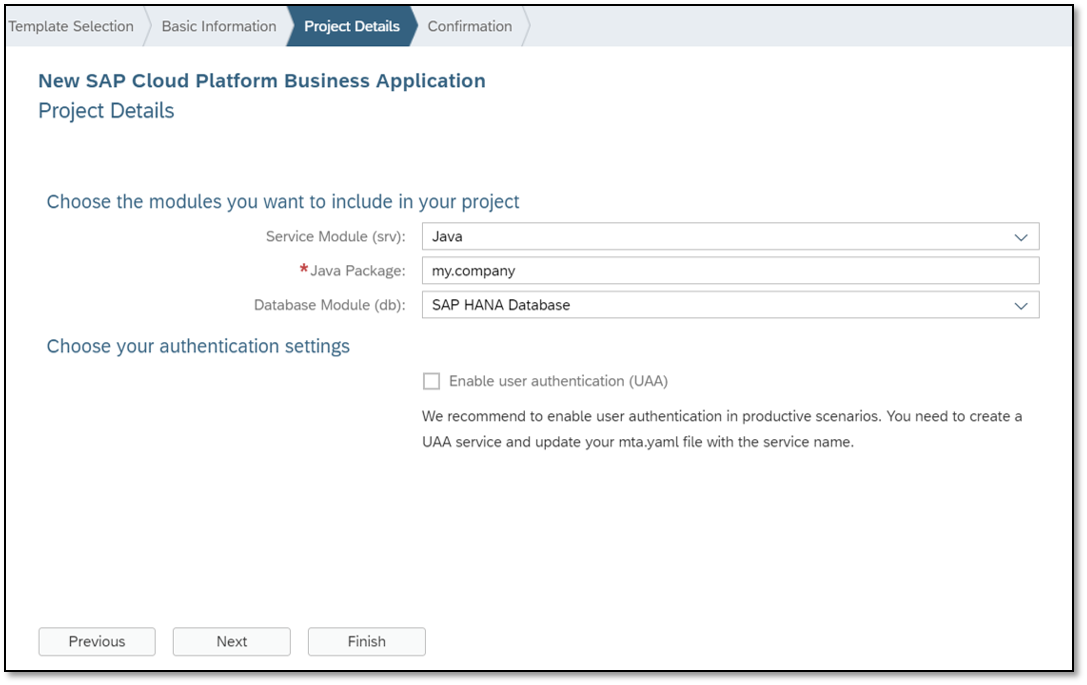 Template Selection
Basic Information
Project Details
Confirmation
New SAP Cloud Platform Business Application
Project Details
Choose the modules you want to include in your project
Service Module (srv): Java
*Java Package: my.company
Database Module (db): SAP HANA Database
Choose your authentication settings
Enable user authentication (UAA)
We recommend to enable user authentication in productive scenarios. You need to create a
UAA service and update your mta.yaml file with the service name.
Previous
Next
Finish